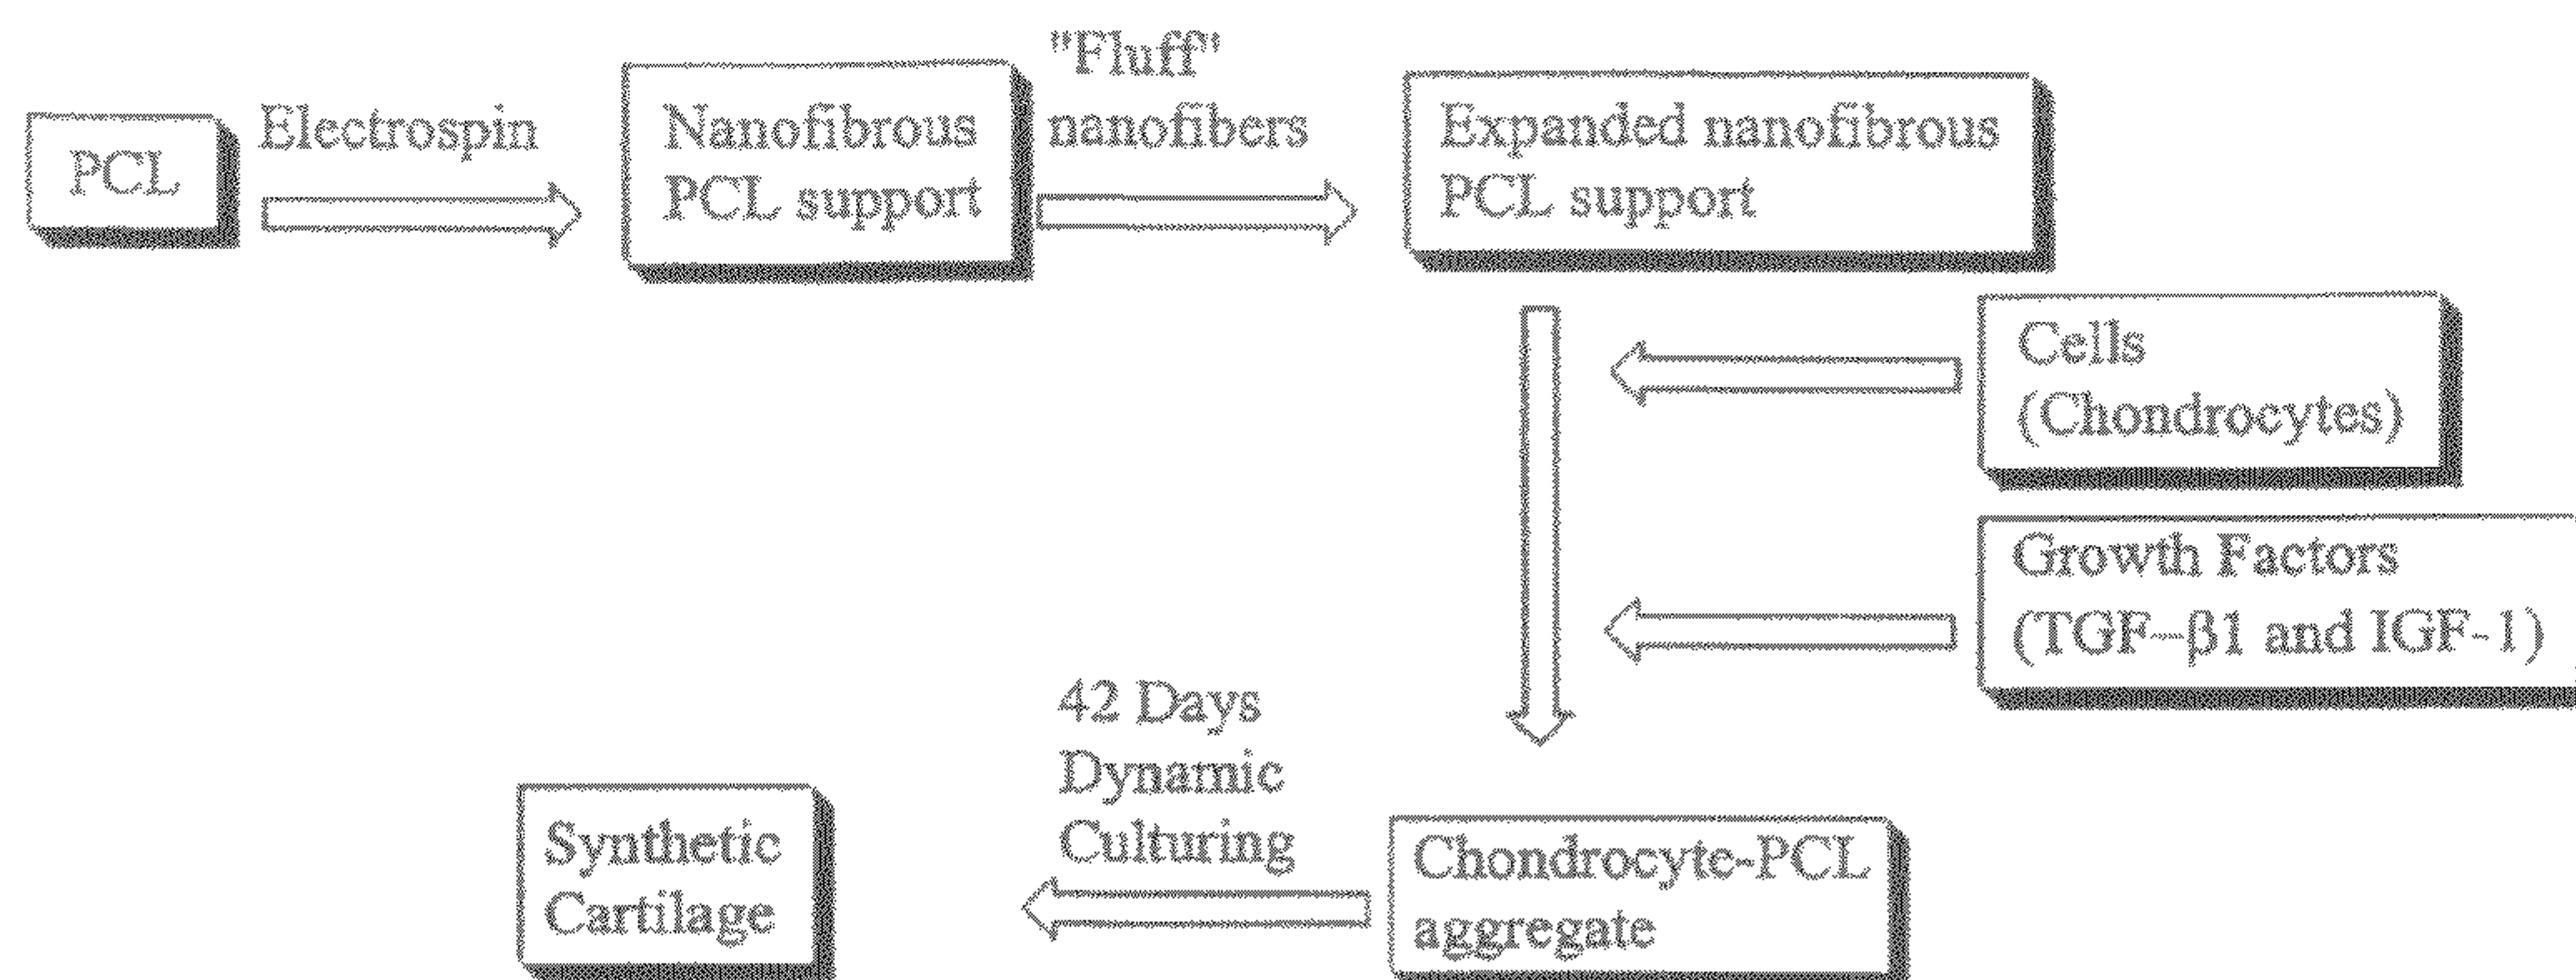 PCL
Electrospin
Nanofibrous
PCL support
"Fluff"
nanofibers
Expanded nanofibrous
PCL support
Cells
(Chondrocytes)
Growth Factors
(TGF-β1 and IGF-1)
Chondrocyte-PCL
aggregate
42 Days
Dynamic
Culturing
Synthetic
Cartilage